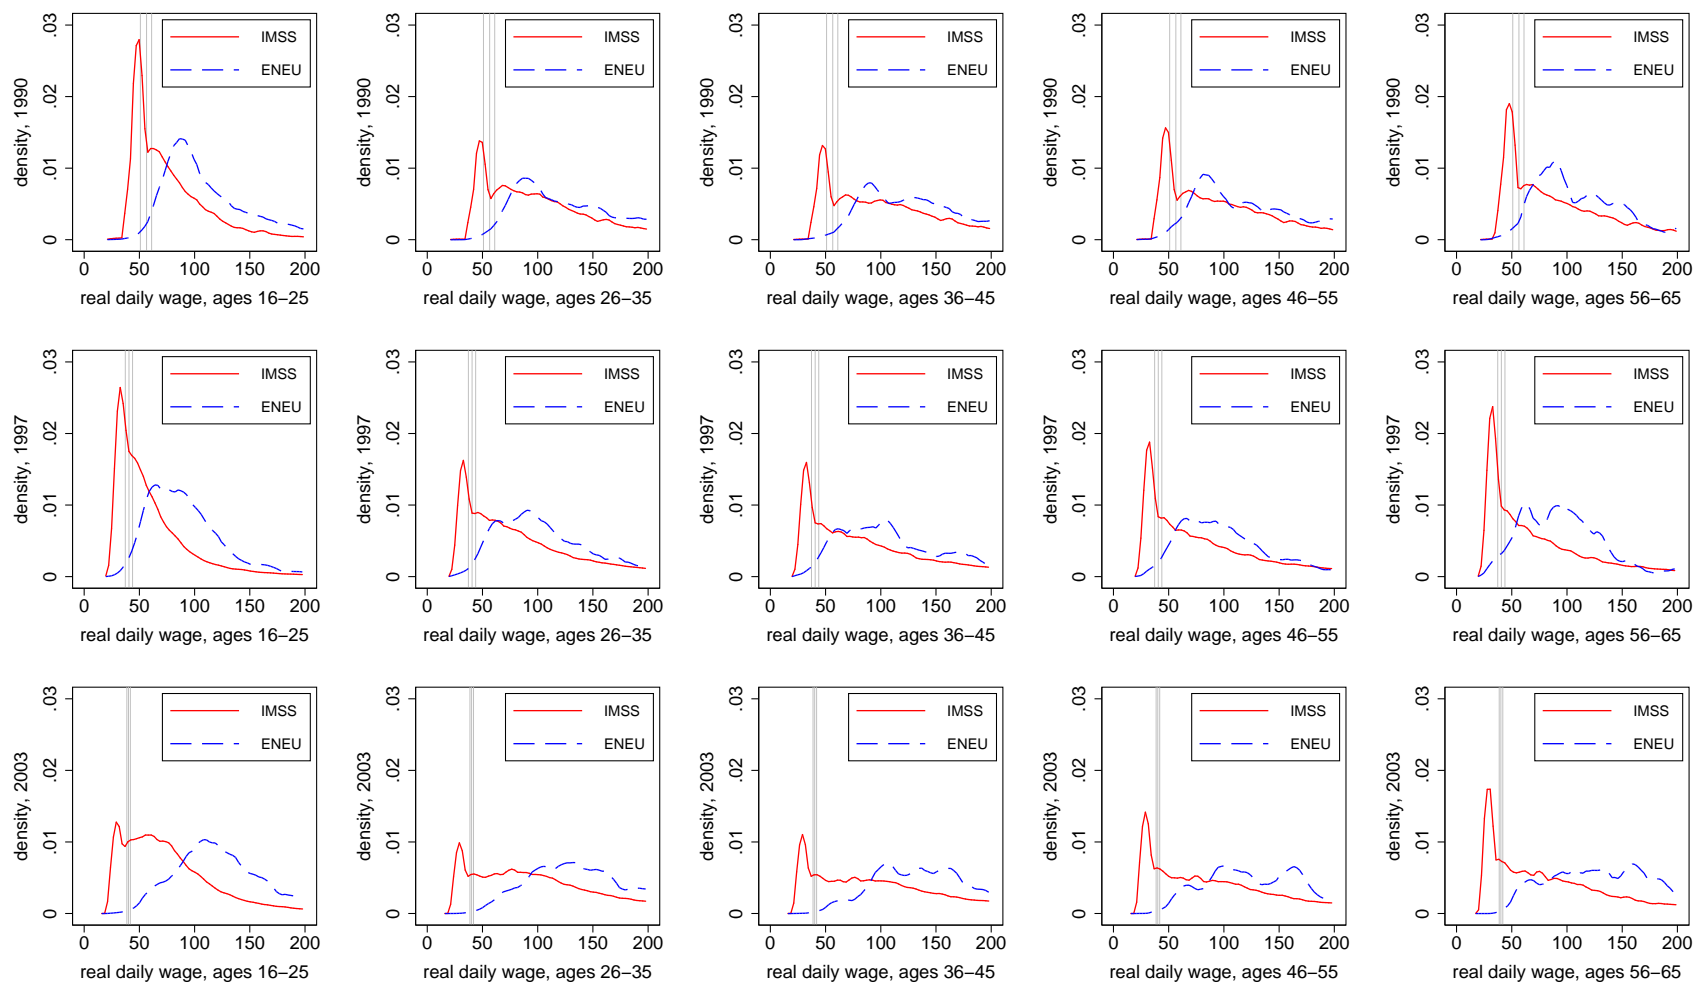 density, 1990
0 .01 .02 .03
IMSS
ENEU
0 50 100 150 200
real daily wage, ages 16−25
density, 1990
0 .01 .02 .03
IMSS
ENEU
0 50 100 150 200
real daily wage, ages 26−35
density, 1990
0 .01 .02 .03
IMSS
ENEU
0 50 100 150 200
real daily wage, ages 36−45
density, 1990
0 .01 .02 .03
IMSS
ENEU
0 50 100 150 200
real daily wage, ages 46−55
density, 1990
0 .01 .02 .03
IMSS
ENEU
0 50 100 150 200
real daily wage, ages 56−65
density, 1997
0 .01 .02 .03
IMSS
ENEU
0 50 100 150 200
real daily wage, ages 16−25
density, 1997
0 .01 .02 .03
IMSS
ENEU
0 50 100 150 200
real daily wage, ages 26−35
density, 1997
0 .01 .02 .03
IMSS
ENEU
0 50 100 150 200
real daily wage, ages 36−45
density, 1997
0 .01 .02 .03
IMSS
ENEU
0 50 100 150 200
real daily wage, ages 46−55
density, 1997
0 .01 .02 .03
IMSS
ENEU
0 50 100 150 200
real daily wage, ages 56−65
density, 2003
0 .01 .02 .03
IMSS
ENEU
0 50 100 150 200
real daily wage, ages 16−25
density, 2003
0 .01 .02 .03
IMSS
ENEU
0 50 100 150 200
real daily wage, ages 26−35
density, 2003
0 .01 .02 .03
IMSS
ENEU
0 50 100 150 200
real daily wage, ages 36−45
density, 2003
0 .01 .02 .03
IMSS
ENEU
0 50 100 150 200
real daily wage, ages 46−55
density, 2003
0 .01 .02 .03
IMSS
ENEU
0 50 100 150 200
real daily wage, ages 56−65